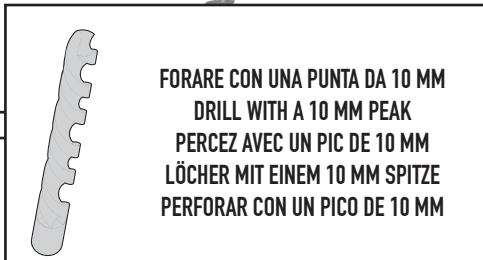 FORARE CON UNA PUNTA DA 10 MM
DRILL WITH A 10 MM PEAK
PERCEZ AVEC UN PIC DE 10 MM
LÖCHER MIT EINEM 10 MM SPITZE
PERFORAR CON UN PICO DE 10 MM